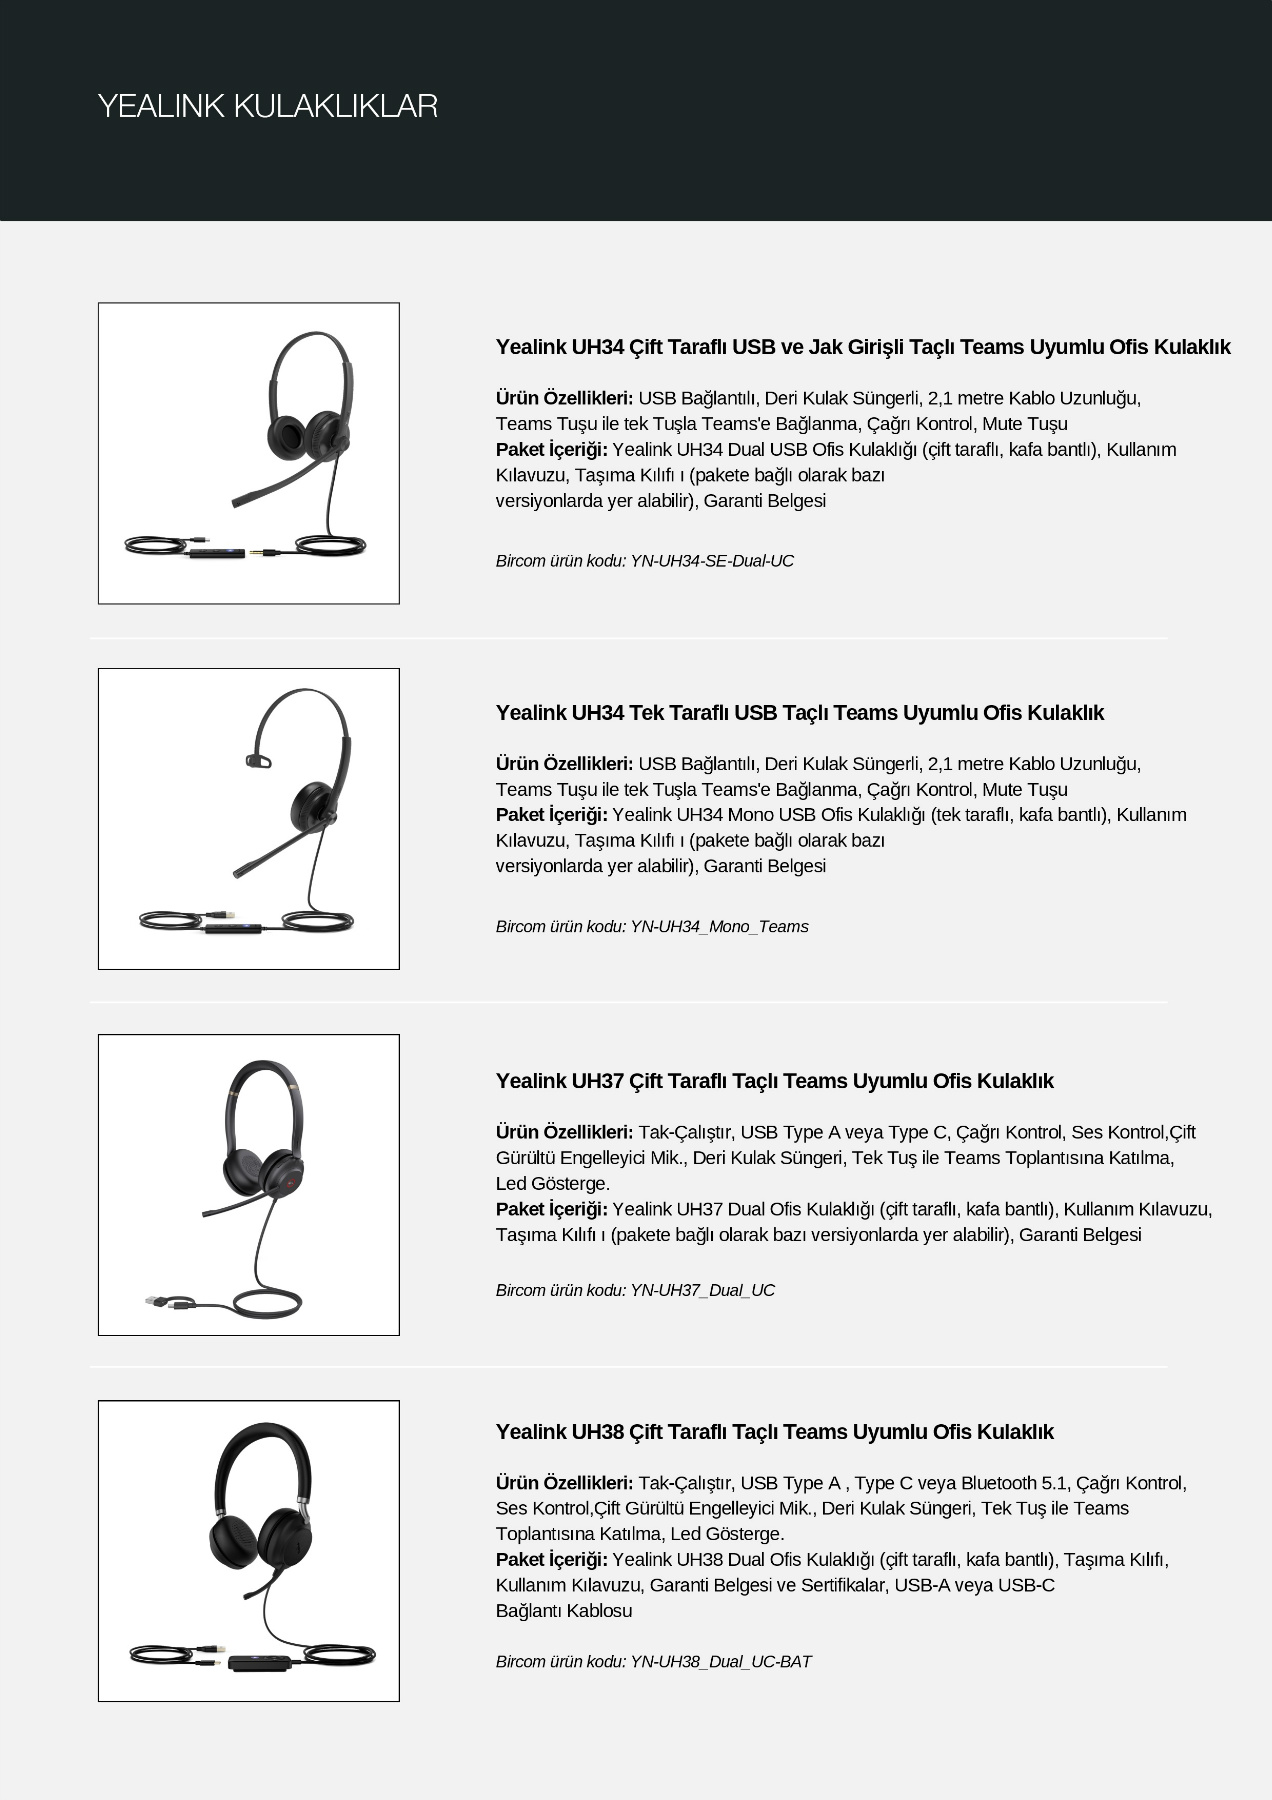 YEALINK KULAKLIKLAR
Yealink UH34 Çift Taraflı USB ve Jak Girişli Taçlı Teams Uyumlu Ofis Kulaklık
Ürün Özellikleri: USB Bağlantılı, Deri Kulak Süngerli, 2,1 metre Kablo Uzunluğu,
Teams Tuşu ile tek Tuşla Teams'e Bağlanma, Çağrı Kontrol, Mute Tuşu
Paket İçeriği: Yealink UH34 Dual USB Ofis Kulaklığı (çift taraflı, kafa bantlı), Kullanım
Kılavuzu, Taşıma Kılıfı ı (pakete bağlı olarak bazı
versiyonlarda yer alabilir), Garanti Belgesi
Bircom ürün kodu: YN-UH34-SE-Dual-UC
Yealink UH34 Tek Taraflı USB Taçlı Teams Uyumlu Ofis Kulaklık
Ürün Özellikleri: USB Bağlantılı, Deri Kulak Süngerli, 2,1 metre Kablo Uzunluğu,
Teams Tuşu ile tek Tuşla Teams'e Bağlanma, Çağrı Kontrol, Mute Tuşu
Paket İçeriği: Yealink UH34 Mono USB Ofis Kulaklığı (tek taraflı, kafa bantlı), Kullanım
Kılavuzu, Taşıma Kılıfı ı (pakete bağlı olarak bazı
versiyonlarda yer alabilir), Garanti Belgesi
Bircom ürün kodu: YN-UH34_Mono_Teams
Yealink UH37 Çift Taraflı Taçlı Teams Uyumlu Ofis Kulaklık
Ürün Özellikleri: Tak-Çalıştır, USB Type A veya Type C, Çağrı Kontrol, Ses Kontrol,Çift
Gürültü Engelleyici Mik., Deri Kulak Süngeri, Tek Tuş ile Teams Toplantısına Katılma,
Led Gösterge.
Paket İçeriği: Yealink UH37 Dual Ofis Kulaklığı (çift taraflı, kafa bantlı), Kullanım Kılavuzu,
Taşıma Kılıfı ı (pakete bağlı olarak bazı versiyonlarda yer alabilir), Garanti Belgesi
Bircom ürün kodu: YN-UH37_Dual_UC
Yealink UH38 Çift Taraflı Taçlı Teams Uyumlu Ofis Kulaklık
Ürün Özellikleri: Tak-Çalıştır, USB Type A , Type C veya Bluetooth 5.1, Çağrı Kontrol,
Ses Kontrol,Çift Gürültü Engelleyici Mik., Deri Kulak Süngeri, Tek Tuş ile Teams
Toplantısına Katılma, Led Gösterge.
Paket İçeriği: Yealink UH38 Dual Ofis Kulaklığı (çift taraflı, kafa bantlı), Taşıma Kılıfı,
Kullanım Kılavuzu, Garanti Belgesi ve Sertifikalar, USB-A veya USB-C
Bağlantı Kablosu
Bircom ürün kodu: YN-UH38_Dual_UC-BAT